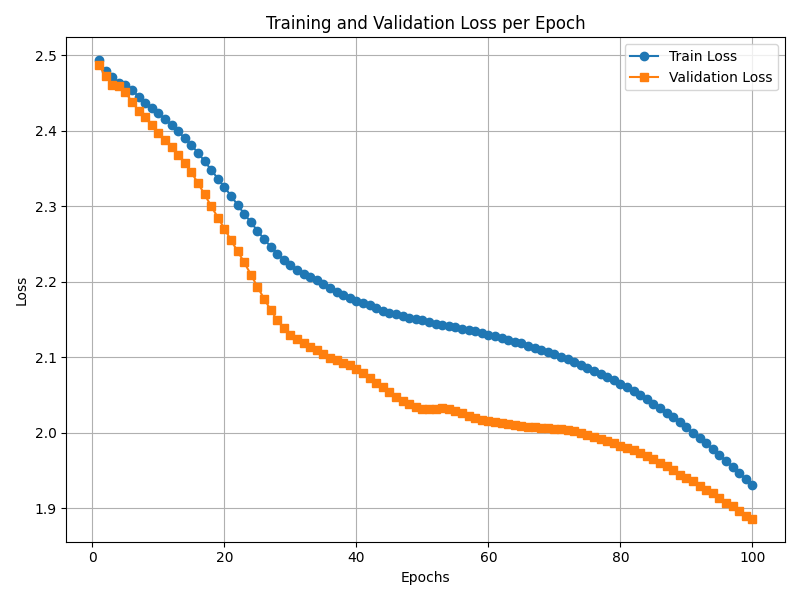 Training and Validation Loss per Epoch
Train Loss
Validation Loss
2.5
2.4
2.3
2.2
2.1
2.0
1.9
Loss
0 20 40 60 80 100
Epochs